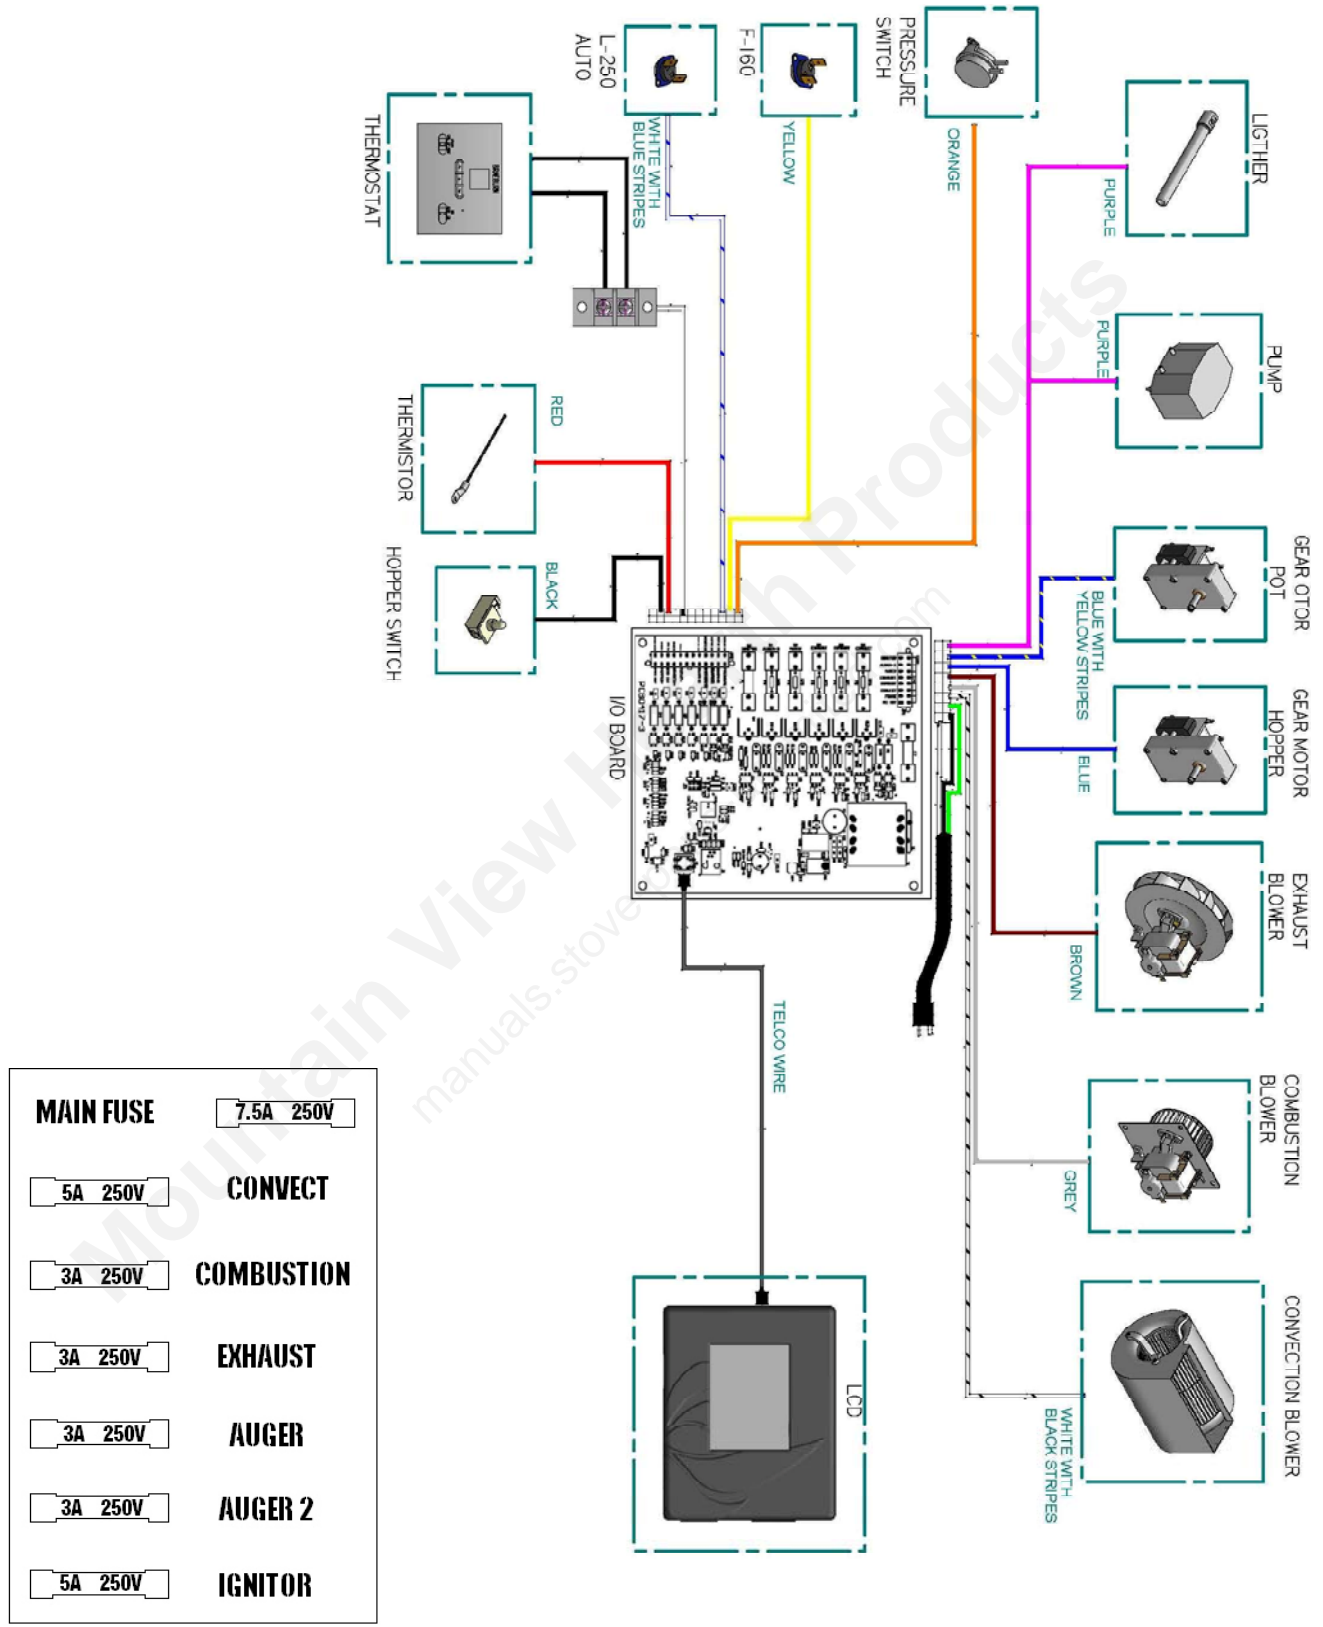 L-250
AUTO
WHITE WITH
BLUE STRIPES
F-160
YELLOW
PRESSURE
SWITCH
ORANGE
LIGTHER
PURPLE
THERMOSTAT
PUMP
PURPLE
THERMISTOR
RED
GEAR OTOR
POT
BLUE WITH
YELLOW STRIPES
HOPPER SWITCH
BLACK
GEAR MOTOR
HOPPER
BLUE
I/O BOARD
PCB0417-3
EXHAUST
BLOWER
BROWN
TELCO WIRE
COMBUSTION
BLOWER
GREY
CONVECTION BLOWER
WHITE WITH
BLACK STRIPES
LCD
MAIN FUSE 7.5A 250V
5A 250V CONVECT
3A 250V COMBUSTION
3A 250V EXHAUST
3A 250V AUGER
3A 250V AUGER 2
5A 250V IGNITOR
Mountain View Hearth Products